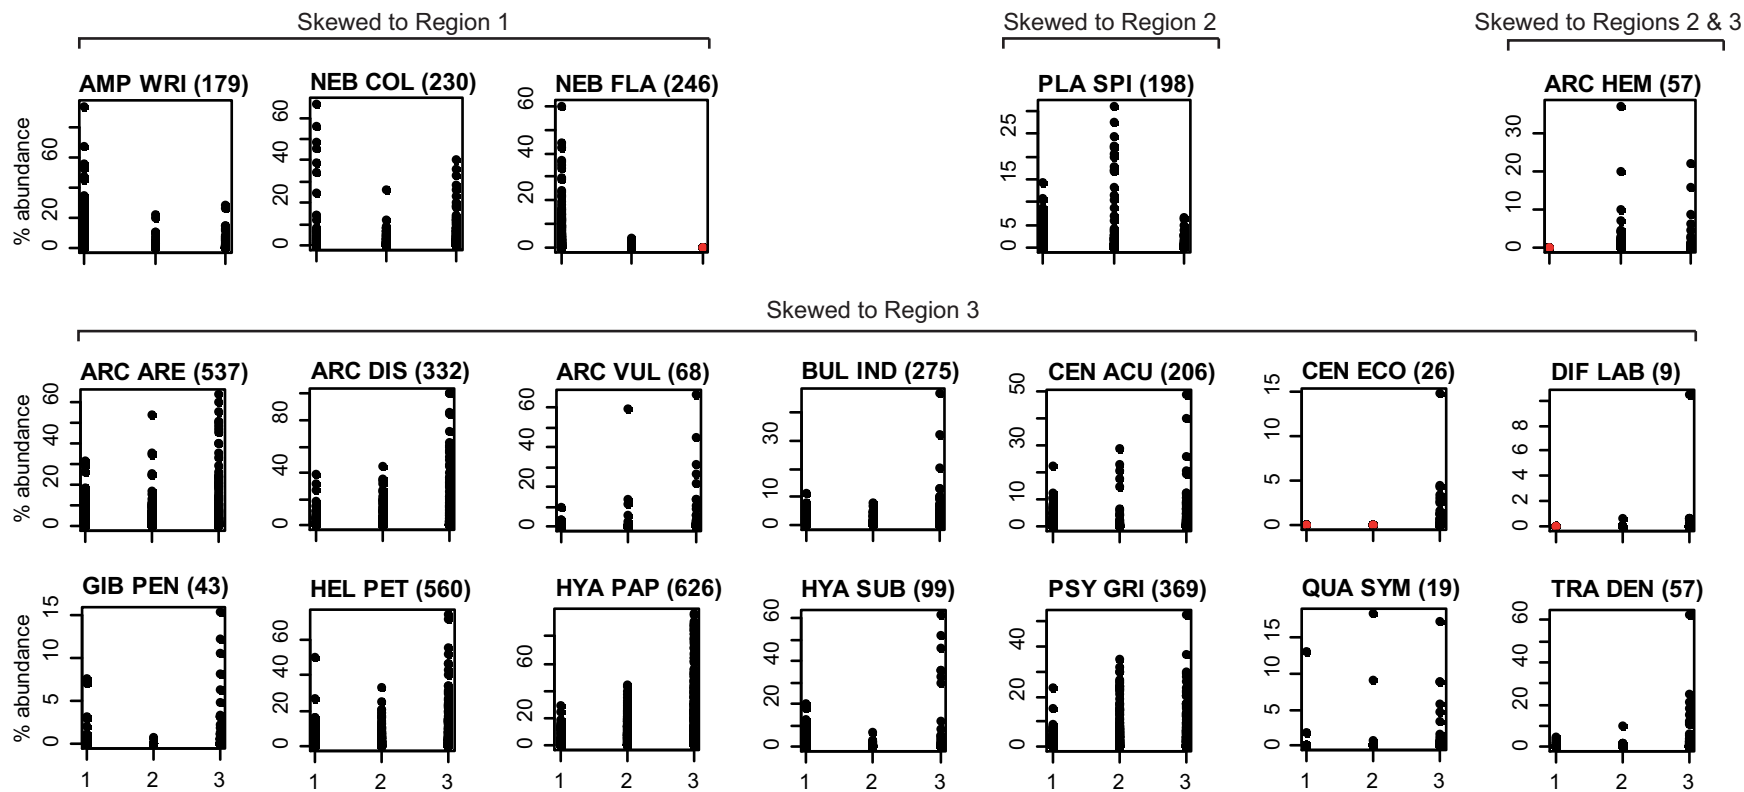 Skewed to Region 1
Skewed to Region 2
Skewed to Regions 2 & 3
AMP WRI (179)
NEB COL (230)
NEB FLA (246)
PLA SPI (198)
ARC HEM (57)
% abundance
0 20 60
0 20 40 60
0 20 40 60
0 5 15 25
0 10 20 30
Skewed to Region 3
ARC ARE (537)
ARC DIS (332)
ARC VUL (68)
BUL IND (275)
CEN ACU (206)
CEN ECO (26)
DIF LAB (9)
% abundance
0 20 40 60
0 40 80
0 20 40 60
0 10 30
0 10 30 50
0 5 10 15
0 2 4 6 8
GIB PEN (43)
HEL PET (560)
HYA PAP (626)
HYA SUB (99)
PSY GRI (369)
QUA SYM (19)
TRA DEN (57)
% abundance
0 5 10 15
0 20 40 60
0 20 60
0 20 40 60
0 20 40
0 5 10 15
0 20 40 60
1 2 3
1 2 3
1 2 3
1 2 3
1 2 3
1 2 3
1 2 3